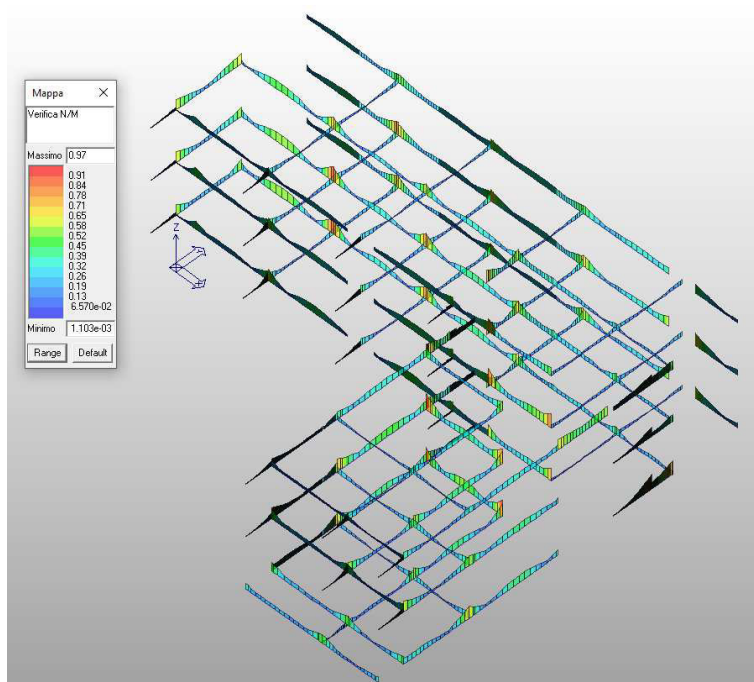 Mappa ×
Verifica N/M
Massimo 0.97
0.91
0.84
0.78
0.71
0.65
0.58
0.52
0.45
0.39
0.32
0.26
0.19
0.13
6.570e-02
Minimo 1.103e-03
Range Default
Z